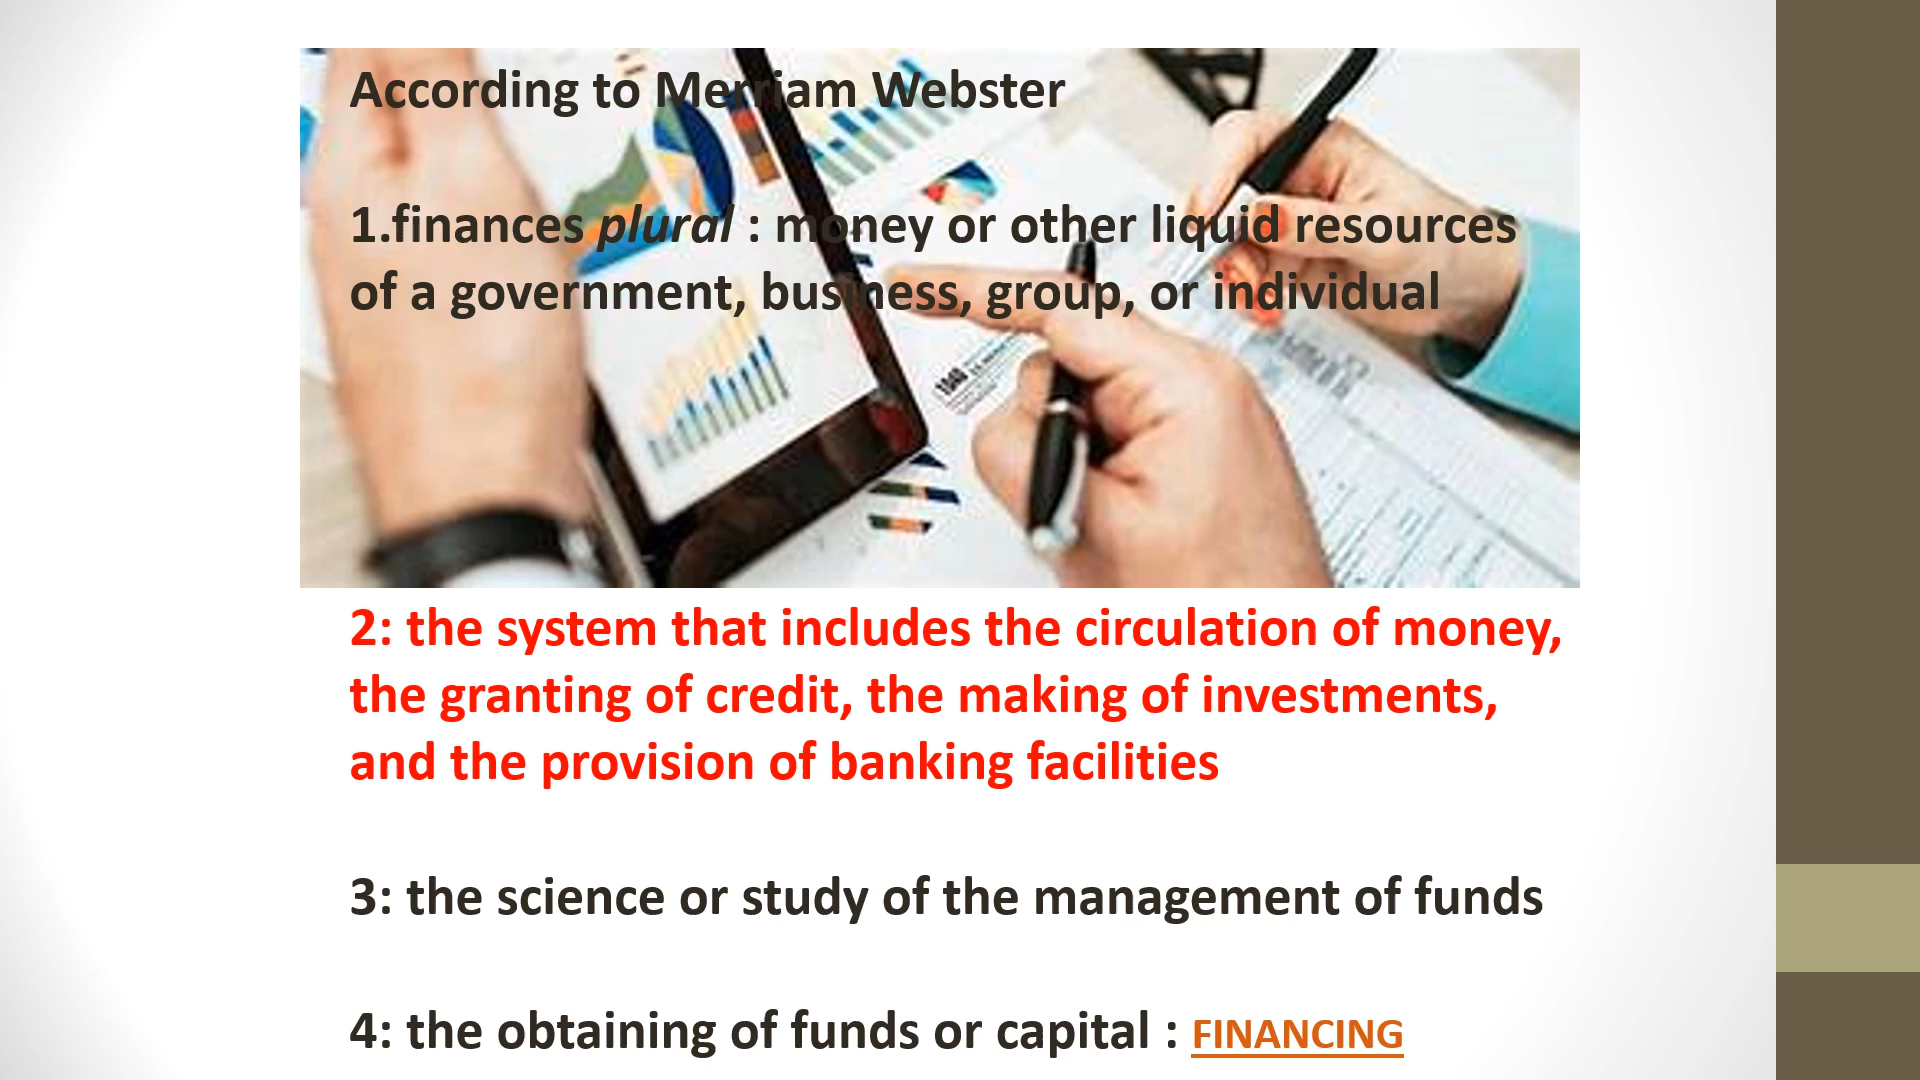 According to Merriam Webster
1.finances plural : money or other liquid resources
of a government, business, group, or individual
1040
2: the system that includes the circulation of money,
the granting of credit, the making of investments,
and the provision of banking facilities
3: the science or study of the management of funds
4: the obtaining of funds or capital : FINANCING